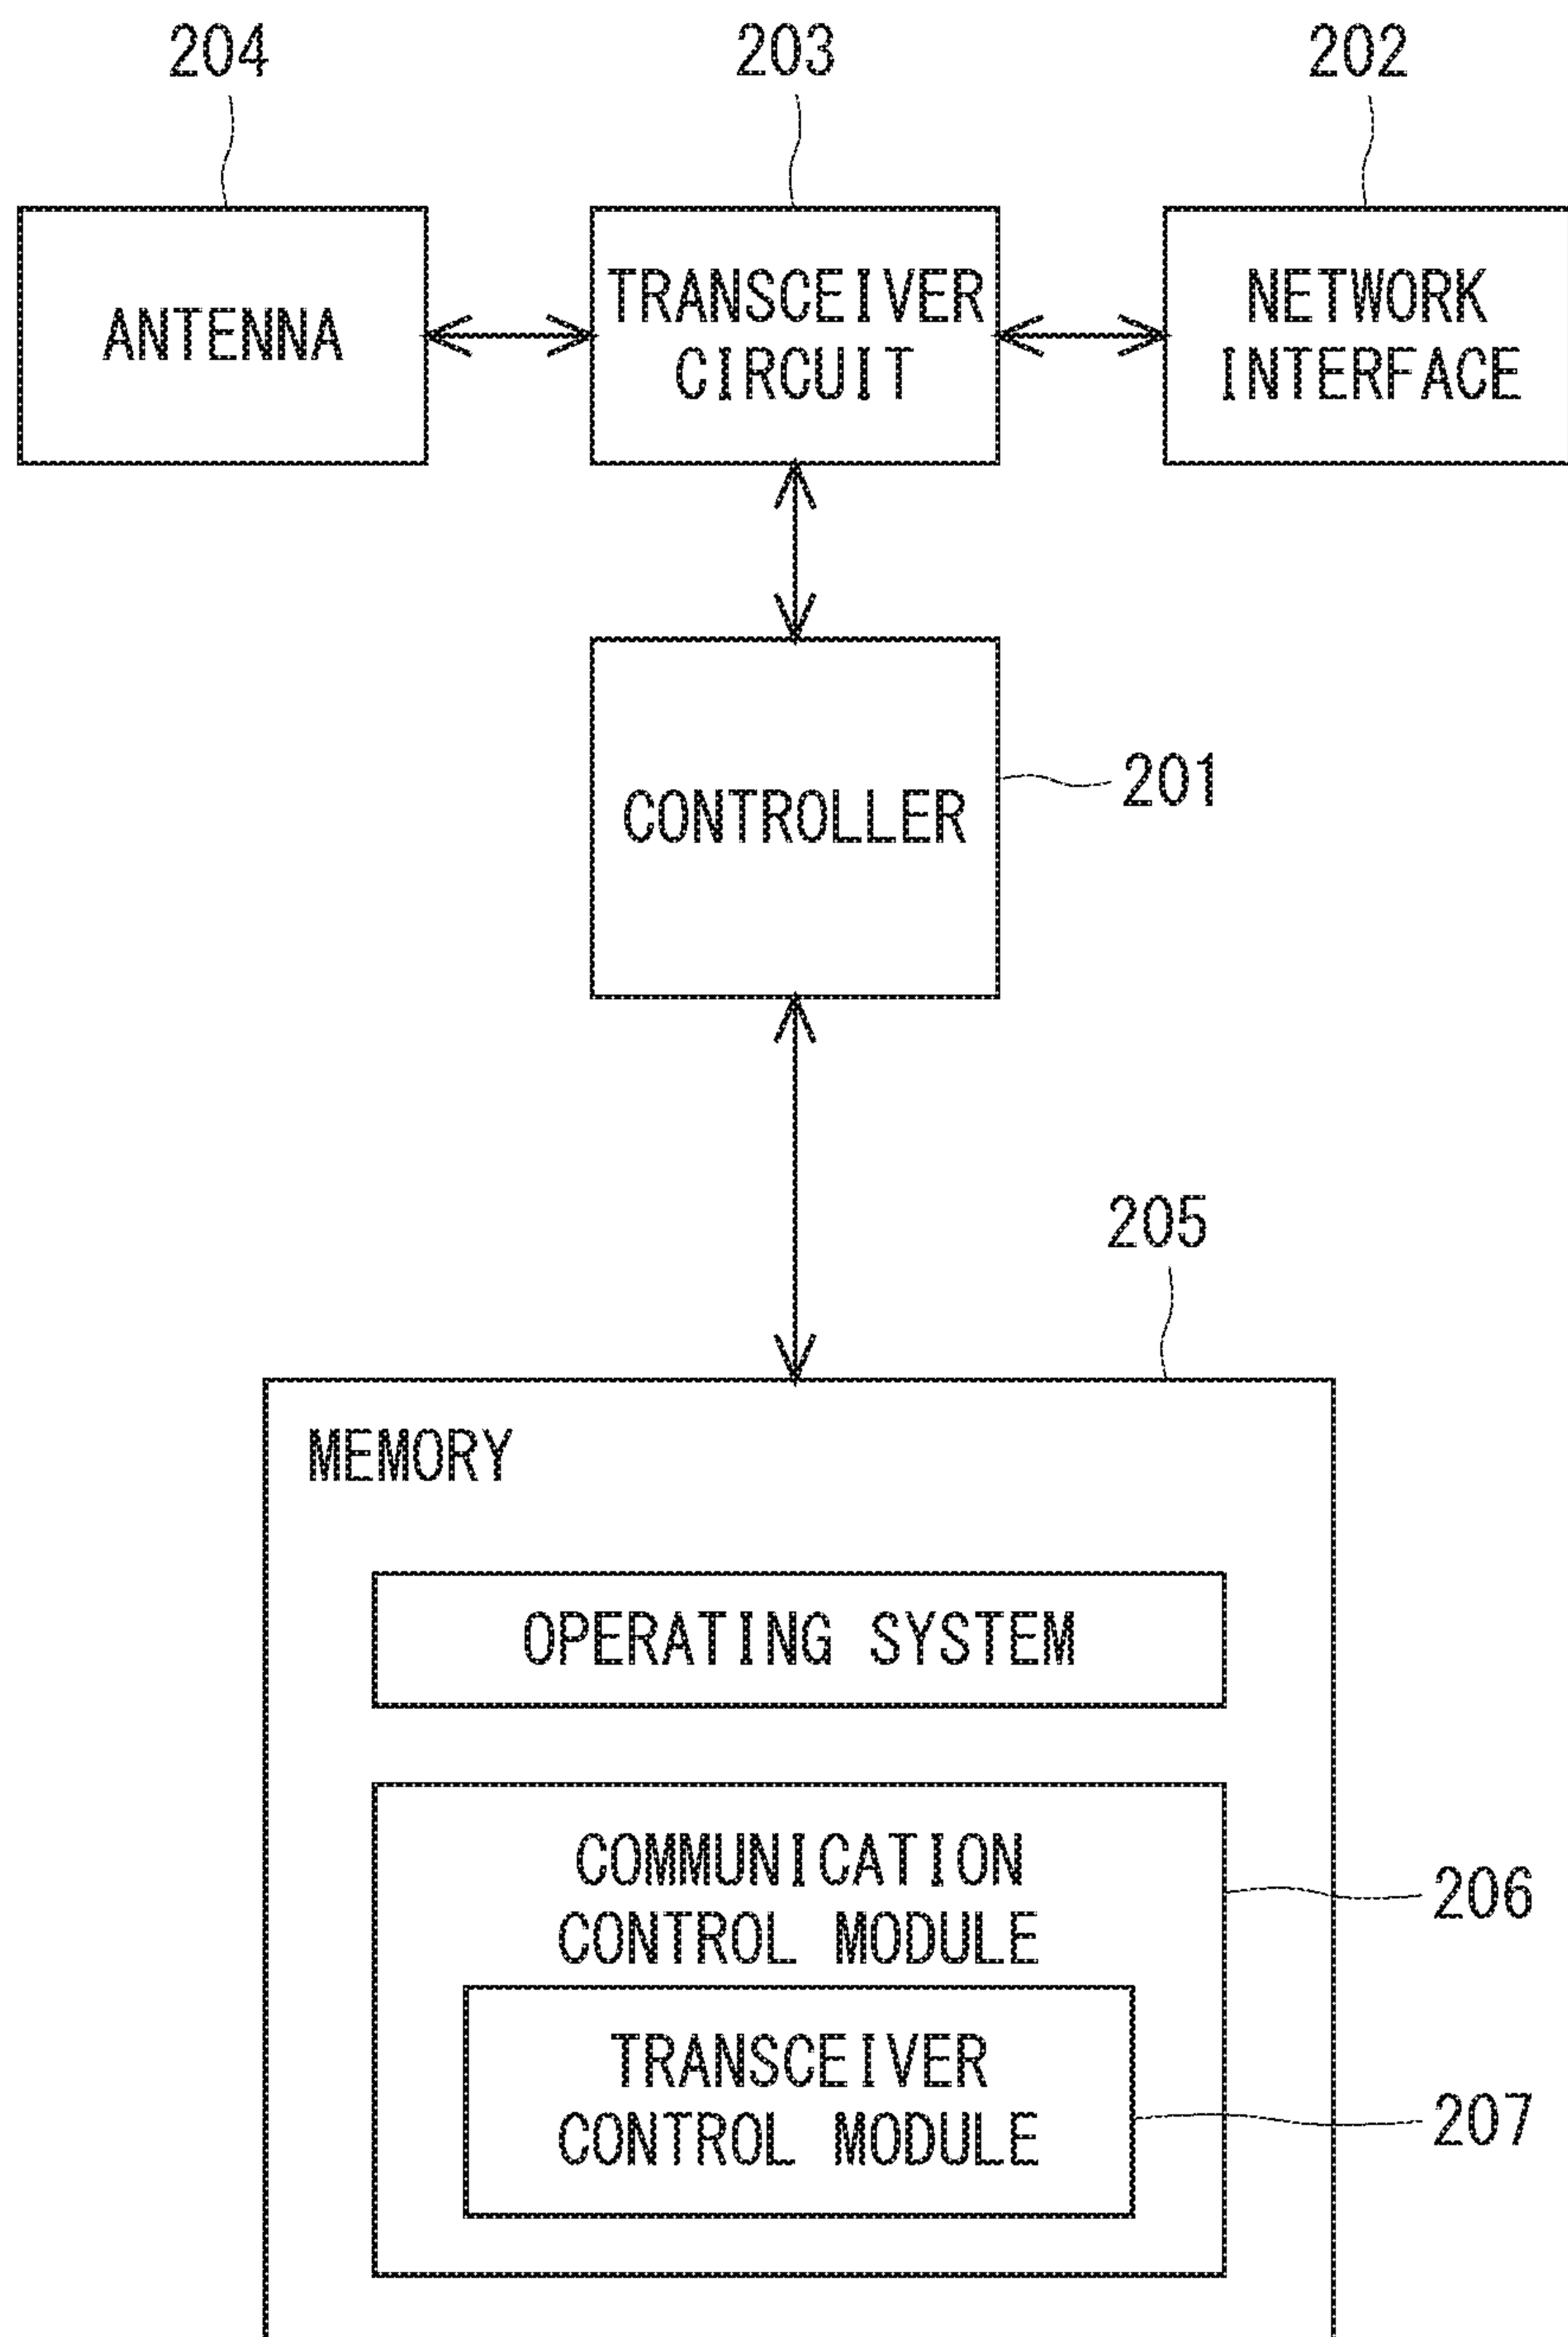 204
203
202
ANTENNA
TRANSCEIVER
CIRCUIT
NETWORK
INTERFACE
CONTROLLER
201
205
MEMORY
OPERATING SYSTEM
COMMUNICATION
CONTROL MODULE
206
TRANSCEIVER
CONTROL MODULE
207